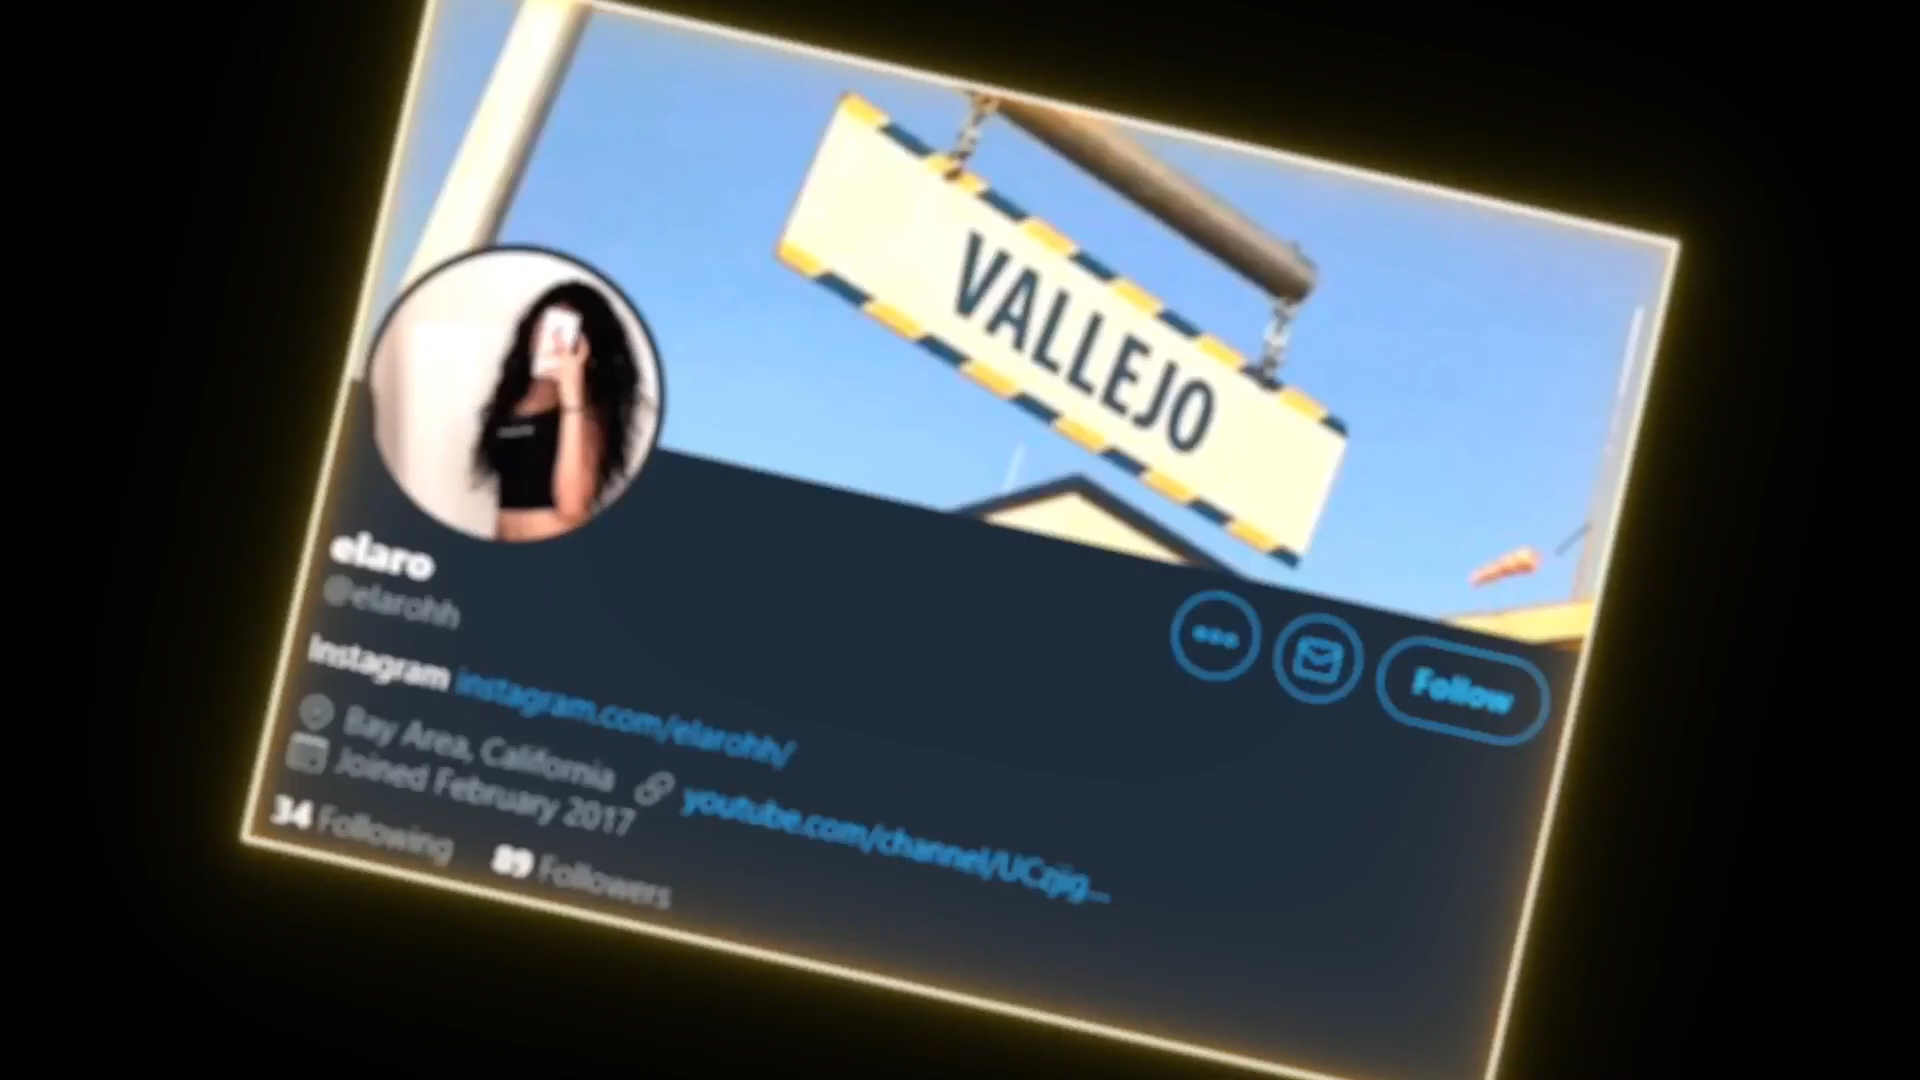 VALLEJO
elaro
@elarohh
Follow
Instagram instagram.com/elarohh/
Bay Area, California youtube.com/channel/UCzjig...
Joined February 2017
34 Following 89 Followers